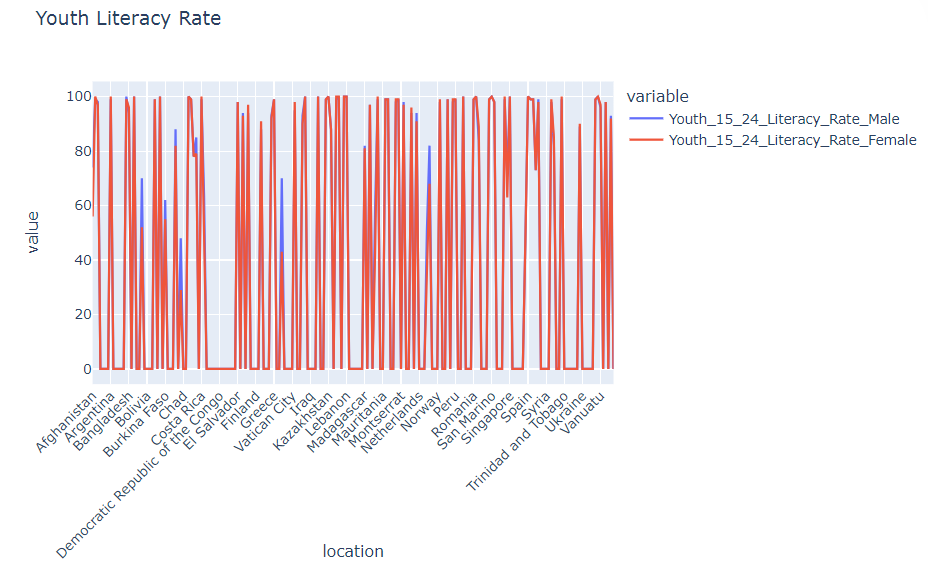 Youth Literacy Rate
variable
Youth_15_24_Literacy_Rate_Male
Youth_15_24_Literacy_Rate_Female
100
80
60
40
20
0
value
Afghanistan
Argentina
Bangladesh
Bolivia
Burkina Faso
Chad
Costa Rica
Democratic Republic of the Congo
El Salvador
Finland
Greece
Vatican City
Iraq
Kazakhstan
Lebanon
Madagascar
Mauritania
Montserrat
Netherlands
Norway
Peru
Romania
San Marino
Singapore
Spain
Syria
Trinidad and Tobago
Ukraine
Vanuatu
location